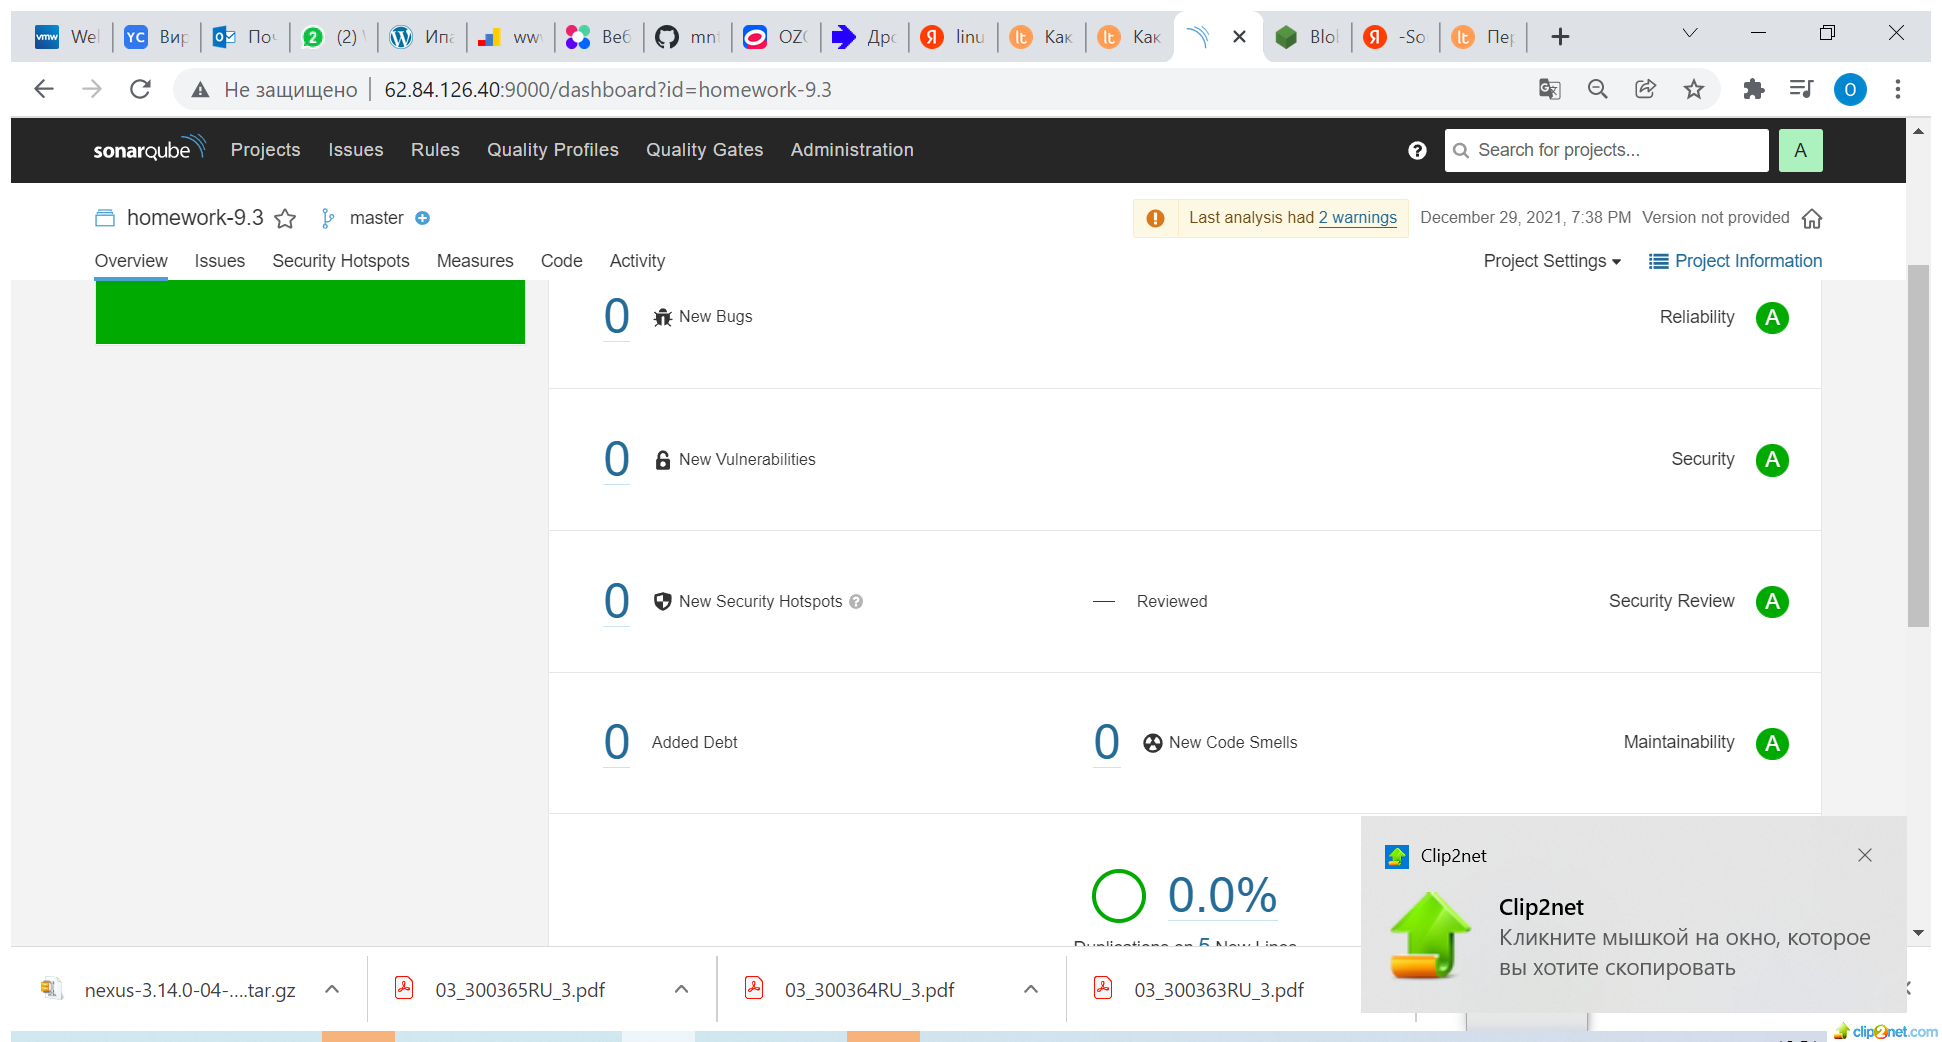 vmw Wel YC Вир По (2) Ипа ww Веб mnt OZ Дро linu Как Как Blo -So Пер
Не защищено 62.84.126.40:9000/dashboard?id=homework-9.3 O
sonarqube Projects Issues Rules Quality Profiles Quality Gates Administration Search for projects... A
homework-9.3 master Last analysis had 2 warnings December 29, 2021, 7:38 PM Version not provided
Overview Issues Security Hotspots Measures Code Activity Project Settings Project Information
0 New Bugs Reliability A
0 New Vulnerabilities Security A
0 New Security Hotspots Reviewed Security Review A
0 Added Debt 0 New Code Smells Maintainability A
0.0%
Duplications on 5 New Lines
Clip2net
Clip2net
Кликните мышкой на окно, которое
вы хотите скопировать
nexus-3.14.0-04-....tar.gz 03_300365RU_3.pdf 03_300364RU_3.pdf 03_300363RU_3.pdf
clip2net.com